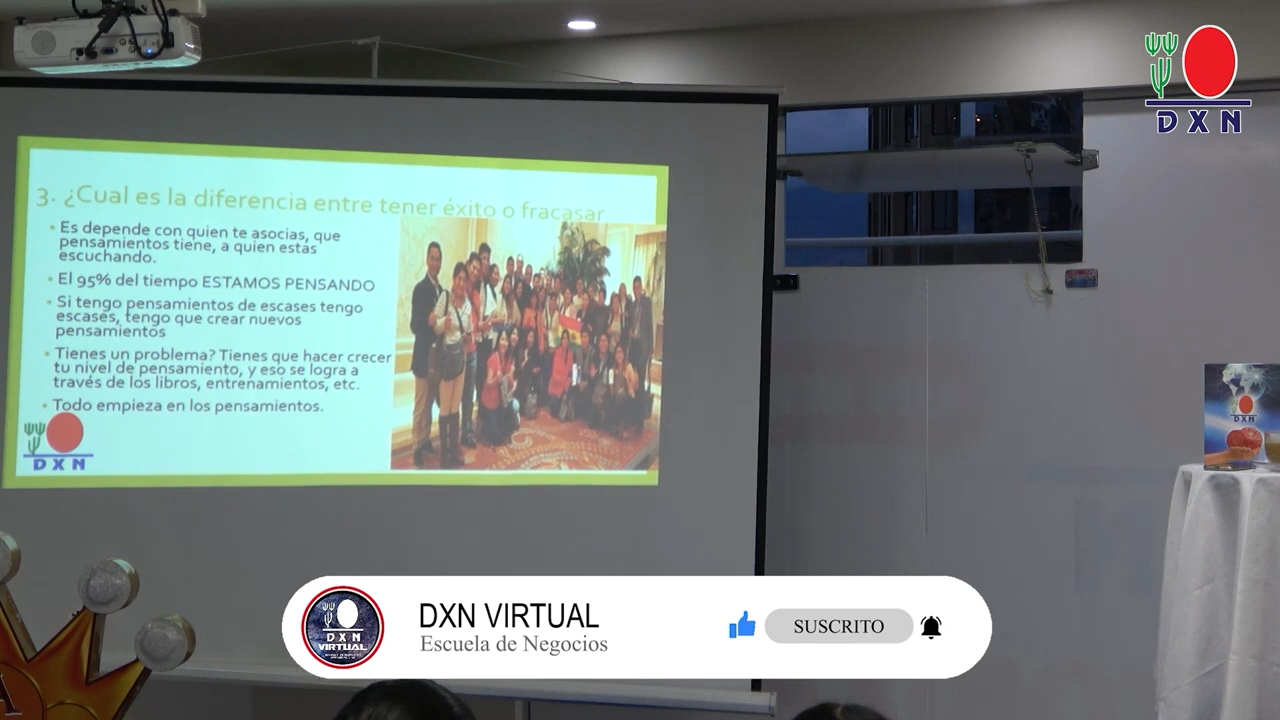 DXN
3. ¿Cual es la diferencia entre tener éxito o fracasar
• Es depende con quien te asocias, que
pensamientos tiene, a quien estas
escuchando.
• El 95% del tiempo ESTAMOS PENSANDO
• Si tengo pensamientos de escases tengo
escases, tengo que crear nuevos
pensamientos
• Tienes un problema? Tienes que hacer crecer
tu nivel de pensamiento, y eso se logra a
través de los libros, entrenamientos, etc.
• Todo empieza en los pensamientos.
DXN
DXN
A
DXN
VIRTUAL
DXN VIRTUAL
Escuela de Negocios
SUSCRITO